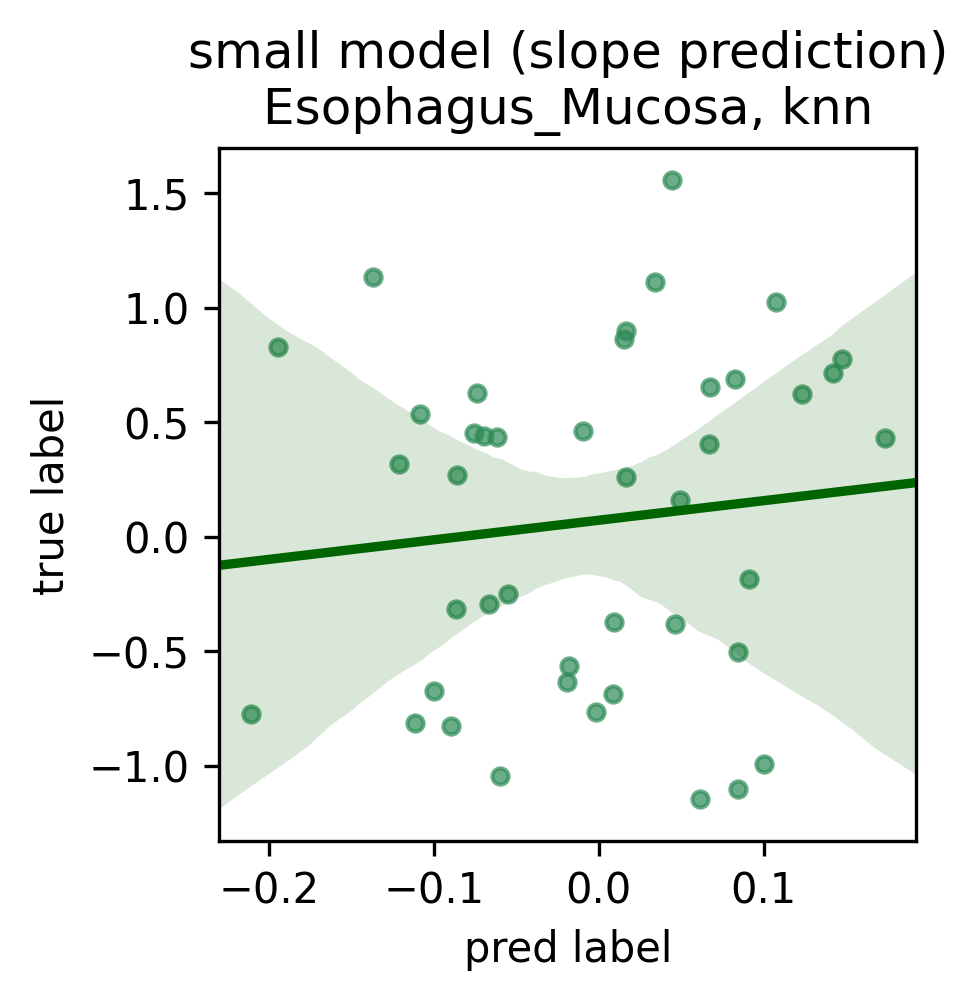 small model (slope prediction)
Esophagus_Mucosa, knn
1.5
1.0
0.5
0.0
−0.5
−1.0
true label
−0.2
−0.1
0.0
0.1
pred label